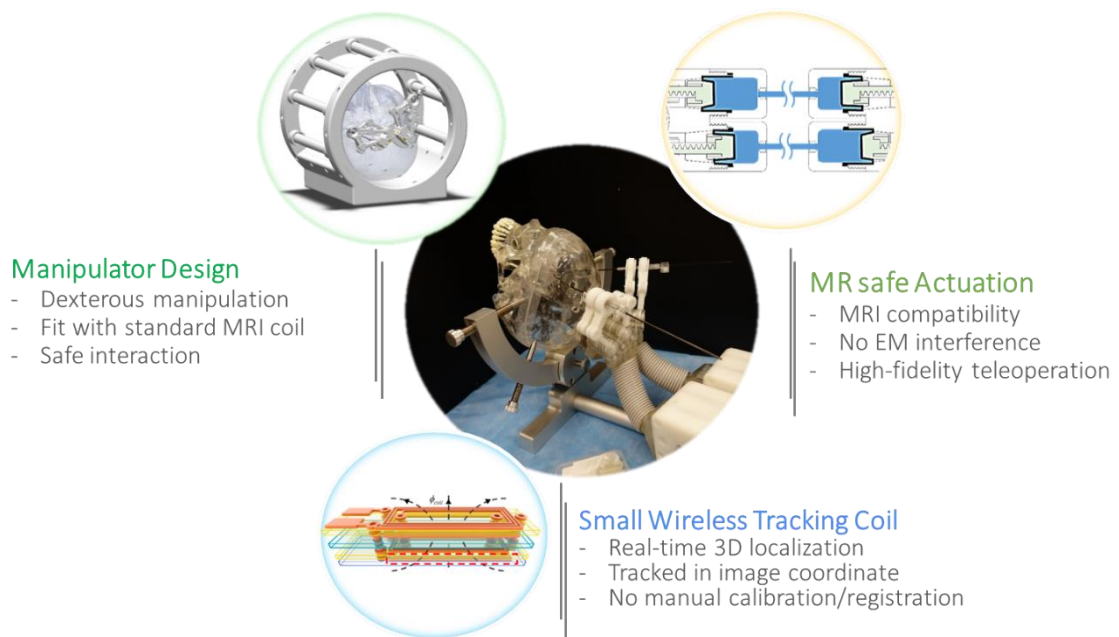 Manipulator Design
- Dexterous manipulation
- Fit with standard MRI coil
- Safe interaction
MR safe Actuation
- MRI compatibility
- No EM interference
- High-fidelity teleoperation
ϕcoil
Small Wireless Tracking Coil
- Real-time 3D localization
- Tracked in image coordinate
- No manual calibration/registration